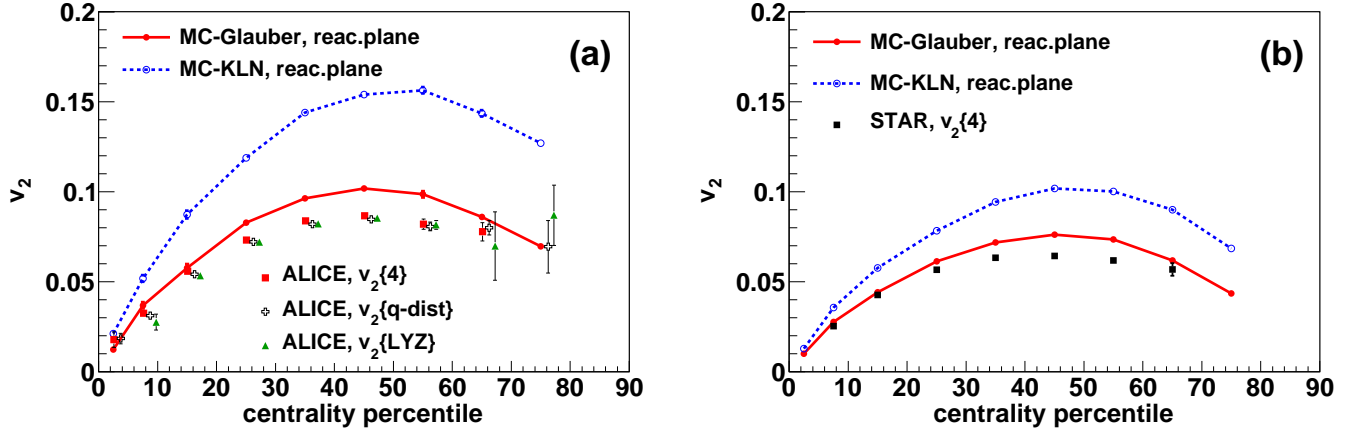 0.2
0.15
0.1
0.05
0
v2
MC-Glauber, reac.plane
MC-KLN, reac.plane
(a)
ALICE, v2{4}
ALICE, v2{q-dist}
ALICE, v2{LYZ}
0 10 20 30 40 50 60 70 80 90
centrality percentile
0.2
0.15
0.1
0.05
0
v2
MC-Glauber, reac.plane
MC-KLN, reac.plane
STAR, v2{4}
(b)
0 10 20 30 40 50 60 70 80 90
centrality percentile